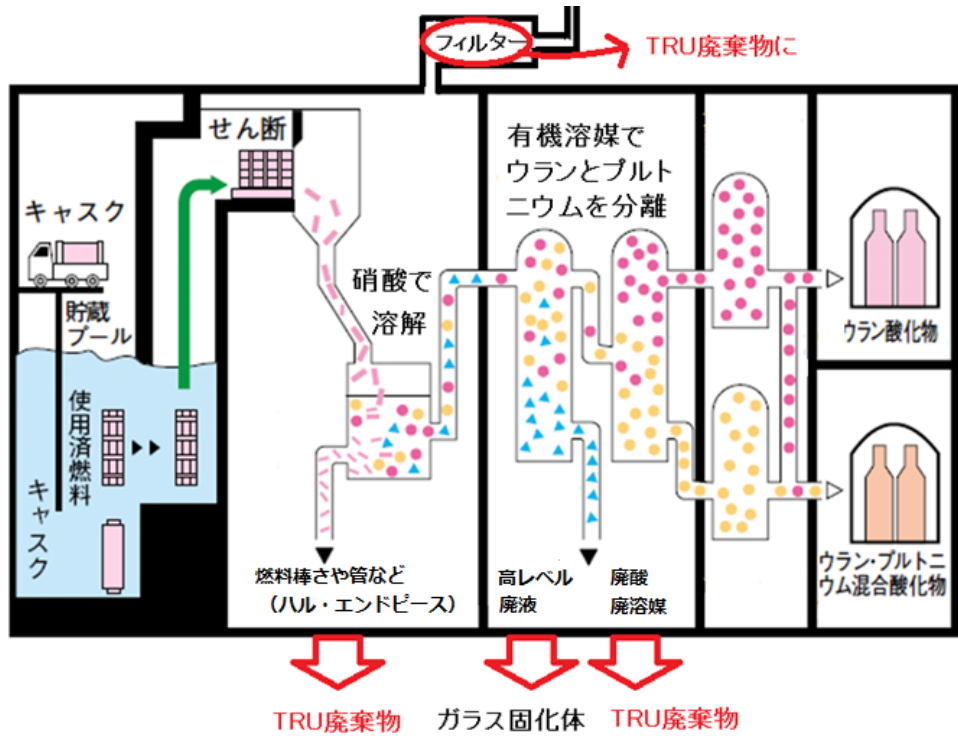 フィルター
TRU廃棄物に
せん断
有機溶媒で
ウランとプルト
ニウムを分離
キャスク
硝酸で
溶解
貯蔵
プール
使用済燃料
キャスク
ウラン酸化物
燃料棒さや管など
（ハル・エンドピース）
高レベル
廃液
廃酸
廃溶媒
ウラン・プルトニ
ウム混合酸化物
TRU廃棄物
ガラス固化体
TRU廃棄物